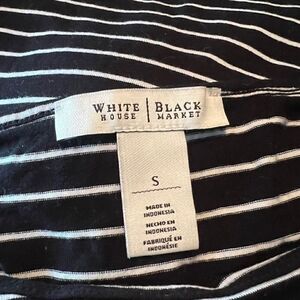 WHITE | BLACK
HOUSE | MARKET
S
MADE IN
INDONESIA
HECHO EN
INDONESIA
FABRIQUÉ EN
INDONÉSIE